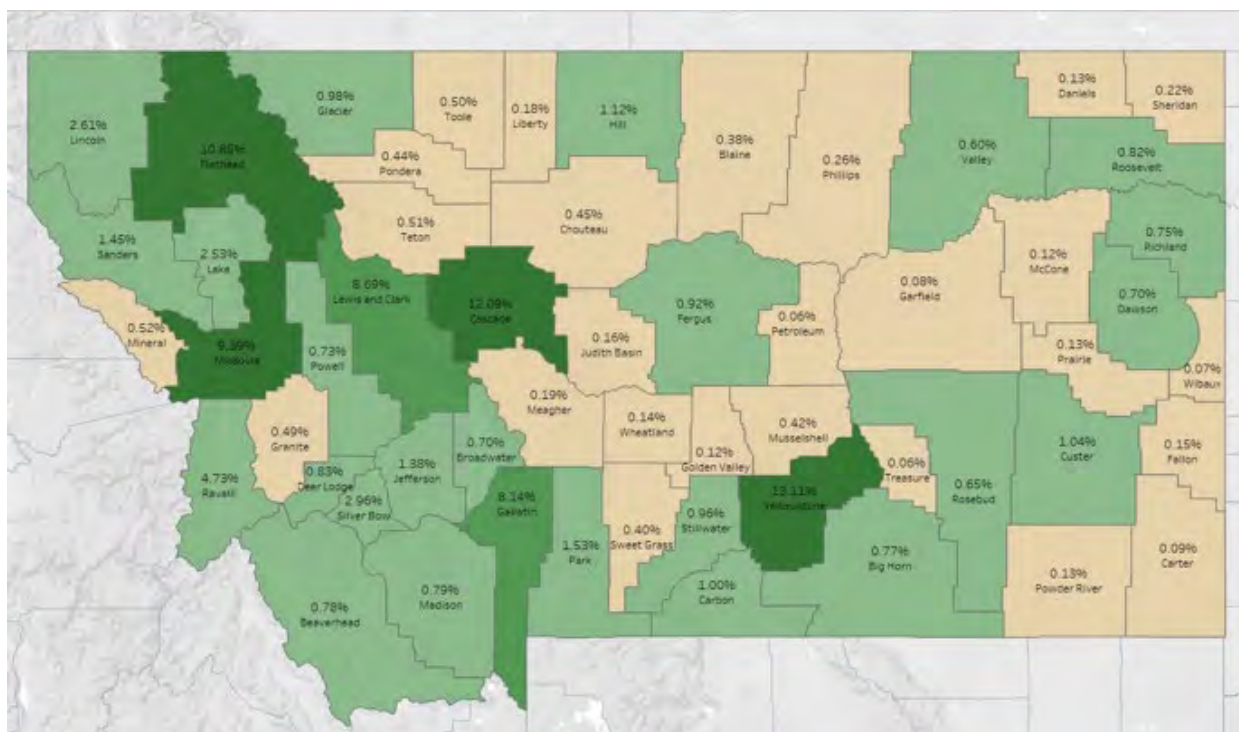 2.61%
Lincoln
10.85%
Flathead
0.98%
Glacier
0.50%
Toole
0.18%
Liberty
1.12%
Hill
0.38%
Blaine
0.26%
Phillips
0.60%
Valley
0.13%
Daniels
0.22%
Sheridan
0.82%
Roosevelt
0.44%
Pondera
0.51%
Teton
0.45%
Chouteau
1.45%
Sanders
2.53%
Lake
8.69%
Lewis and Clark
12.09%
Cascade
0.16%
Judith Basin
0.92%
Fergus
0.06%
Petroleum
0.08%
Garfield
0.12%
McCone
0.75%
Richland
0.70%
Dawson
0.13%
Prairie
0.07%
Wibaux
0.52%
Mineral
9.39%
Missoula
0.73%
Powell
0.49%
Granite
0.19%
Meagher
0.14%
Wheatland
0.12%
Golden Valley
0.42%
Musselshell
0.06%
Treasure
0.65%
Rosebud
1.04%
Custer
0.15%
Fallon
4.73%
Ravalli
0.83%
Deer Lodge
2.96%
Silver Bow
1.38%
Jefferson
0.70%
Broadwater
8.14%
Gallatin
1.53%
Park
0.40%
Sweet Grass
0.96%
Stillwater
13.11%
Yellowstone
0.77%
Big Horn
1.00%
Carbon
0.13%
Powder River
0.09%
Carter
0.78%
Beaverhead
0.79%
Madison